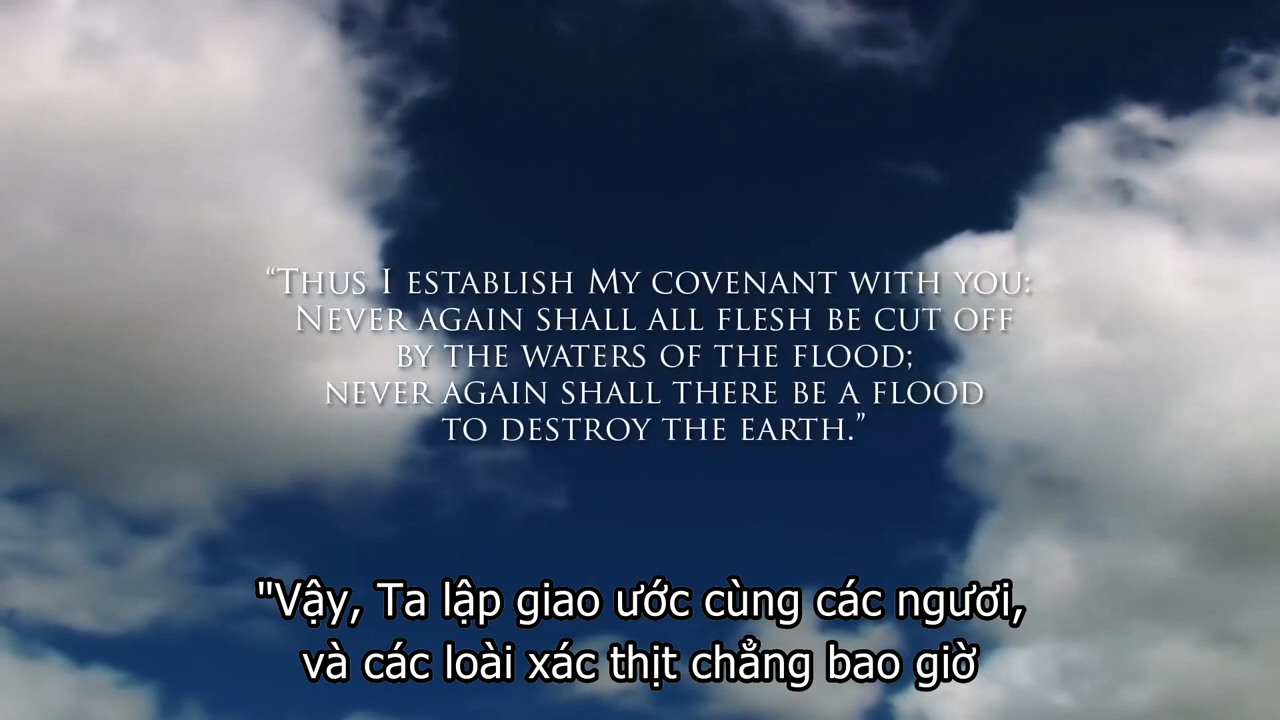 “Thus I establish My covenant with you:
Never again shall all flesh be cut off
by the waters of the flood;
never again shall there be a flood
to destroy the earth.”
"Vậy, Ta lập giao ước cùng các ngươi,
và các loài xác thịt chẳng bao giờ